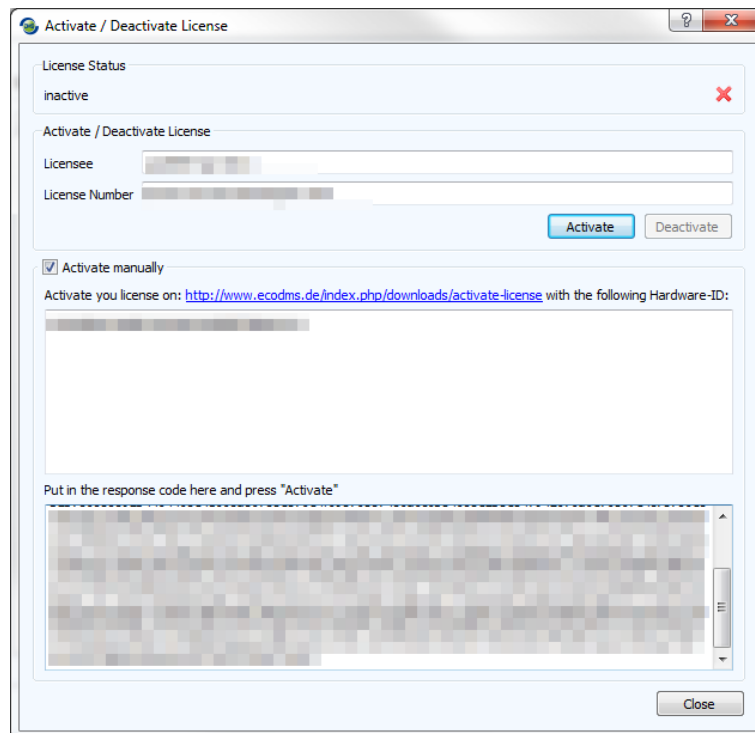 Activate / Deactivate License
License Status
inactive
Activate / Deactivate License
Licensee
License Number
Activate Deactivate
Activate manually
Activate you license on: http://www.ecodms.de/index.php/downloads/activate-license with the following Hardware-ID:
Put in the response code here and press "Activate"
Close